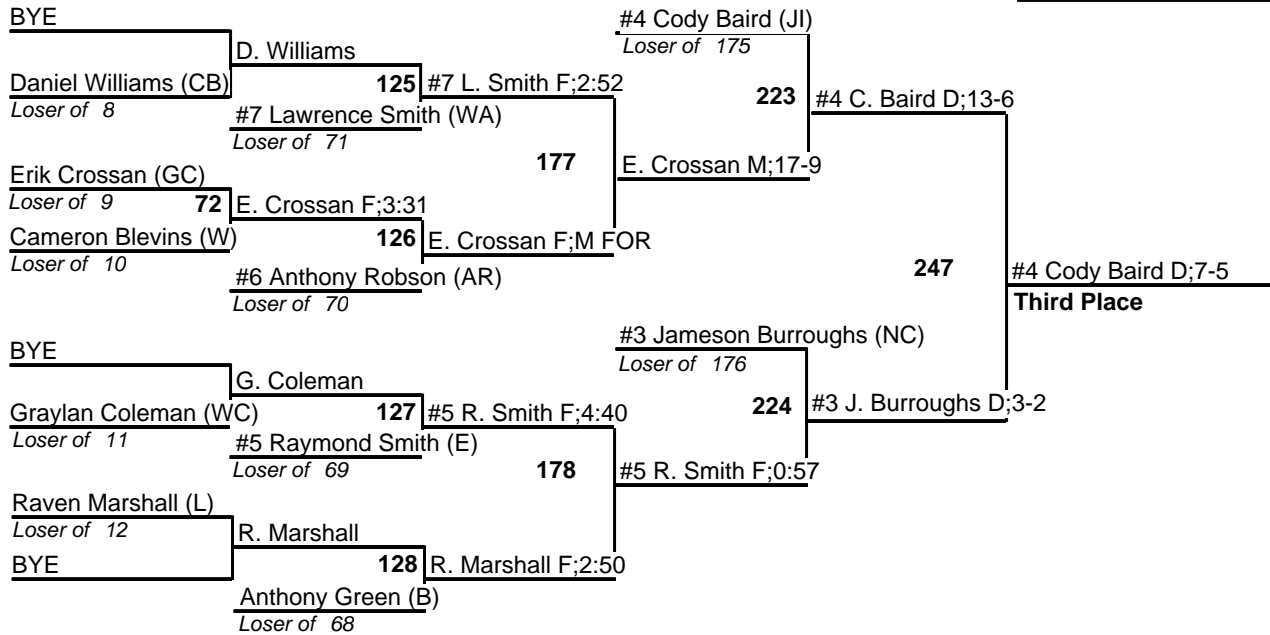 BYE
#4 Cody Baird (JI)
Loser of 175
D. Williams
Daniel Williams (CB)
Loser of 8
125
#7 L. Smith F;2:52
#7 Lawrence Smith (WA)
Loser of 71
223
#4 C. Baird D;13-6
177
E. Crossan M;17-9
Erik Crossan (GC)
Loser of 9
72
E. Crossan F;3:31
Cameron Blevins (W)
Loser of 10
126
E. Crossan F;M FOR
#6 Anthony Robson (AR)
Loser of 70
247
#4 Cody Baird D;7-5
Third Place
BYE
#3 Jameson Burroughs (NC)
Loser of 176
G. Coleman
Graylan Coleman (WC)
Loser of 11
127
#5 R. Smith F;4:40
#5 Raymond Smith (E)
Loser of 69
224
#3 J. Burroughs D;3-2
178
#5 R. Smith F;0:57
Raven Marshall (L)
Loser of 12
R. Marshall
BYE
128
R. Marshall F;2:50
Anthony Green (B)
Loser of 68